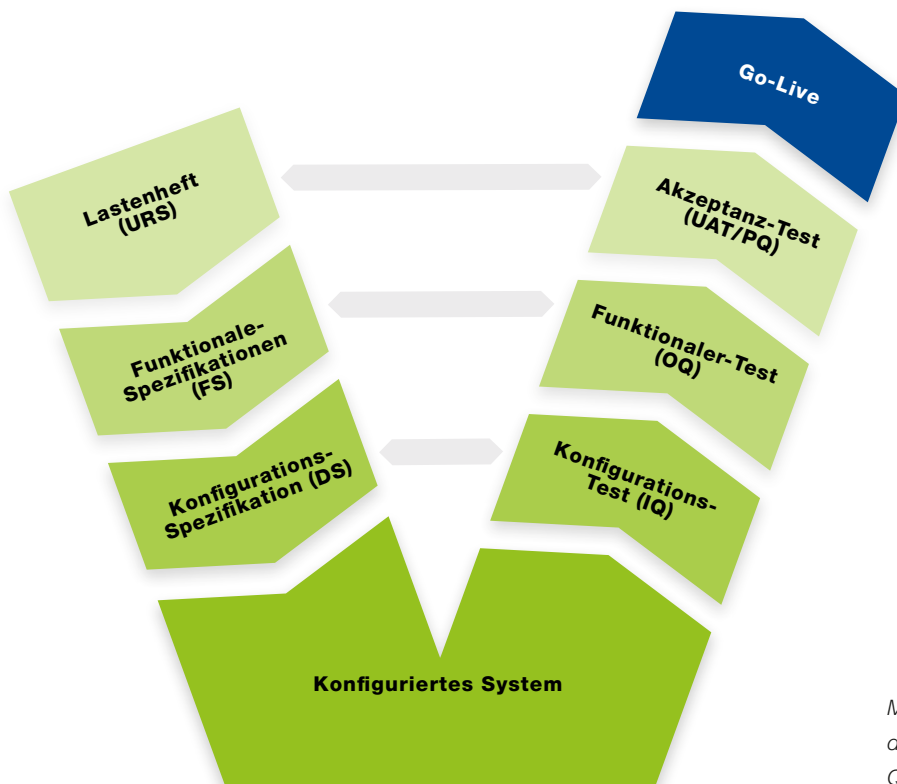 Go-Live
Lastenheft
(URS)
Akzeptanz-Test
(UAT/PQ)
Funktionale-
Spezifikationen
(FS)
Funktionaler-Test
(OQ)
Konfigurations-
Spezifikation (DS)
Konfigurations-
Test (IQ)
Konfiguriertes System